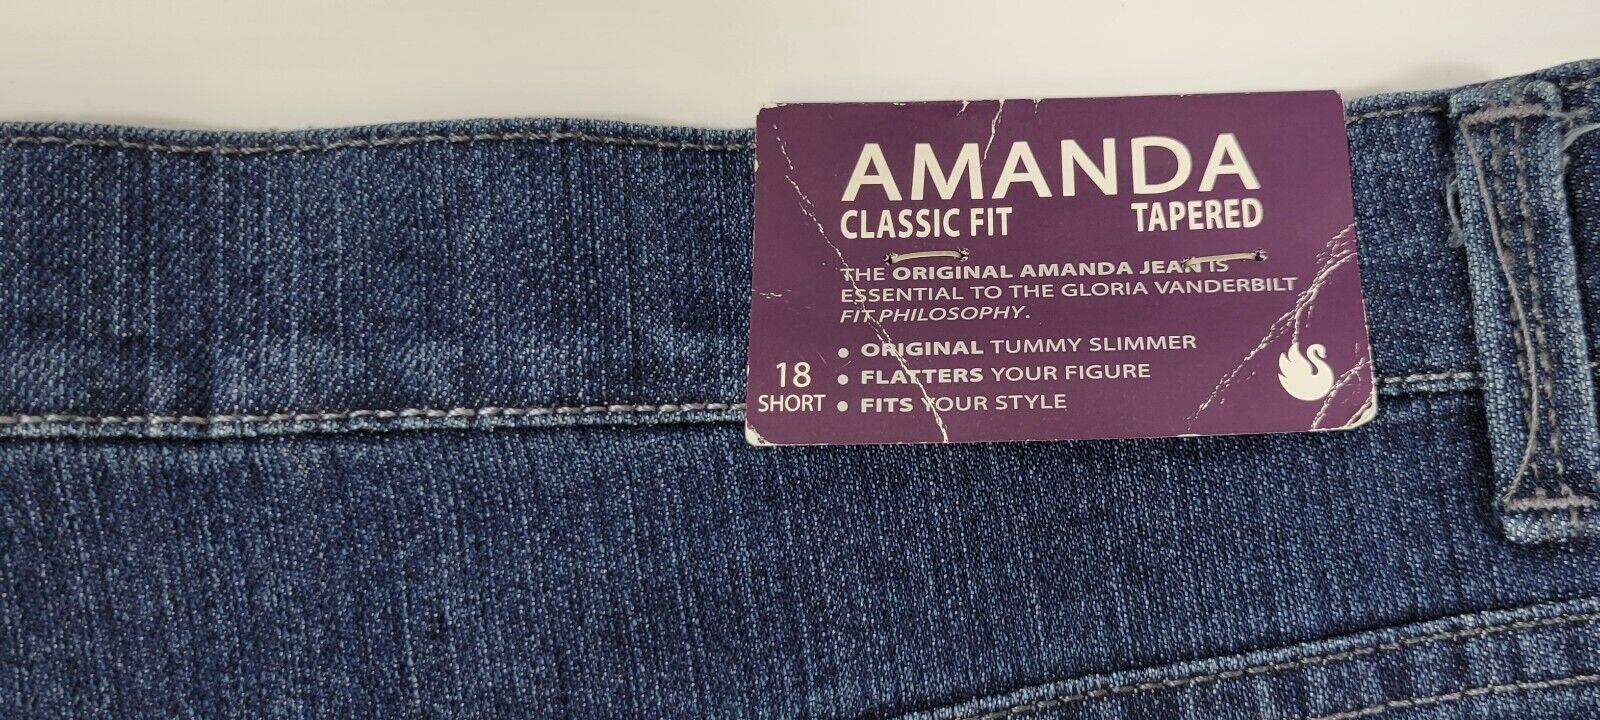 AMANDA
CLASSIC FIT TAPERED
THE ORIGINAL AMANDA JEAN IS
ESSENTIAL TO THE GLORIA VANDERBILT
FIT PHILOSOPHY.
• ORIGINAL TUMMY SLIMMER
• FLATTERS YOUR FIGURE
• FITS YOUR STYLE
18
SHORT